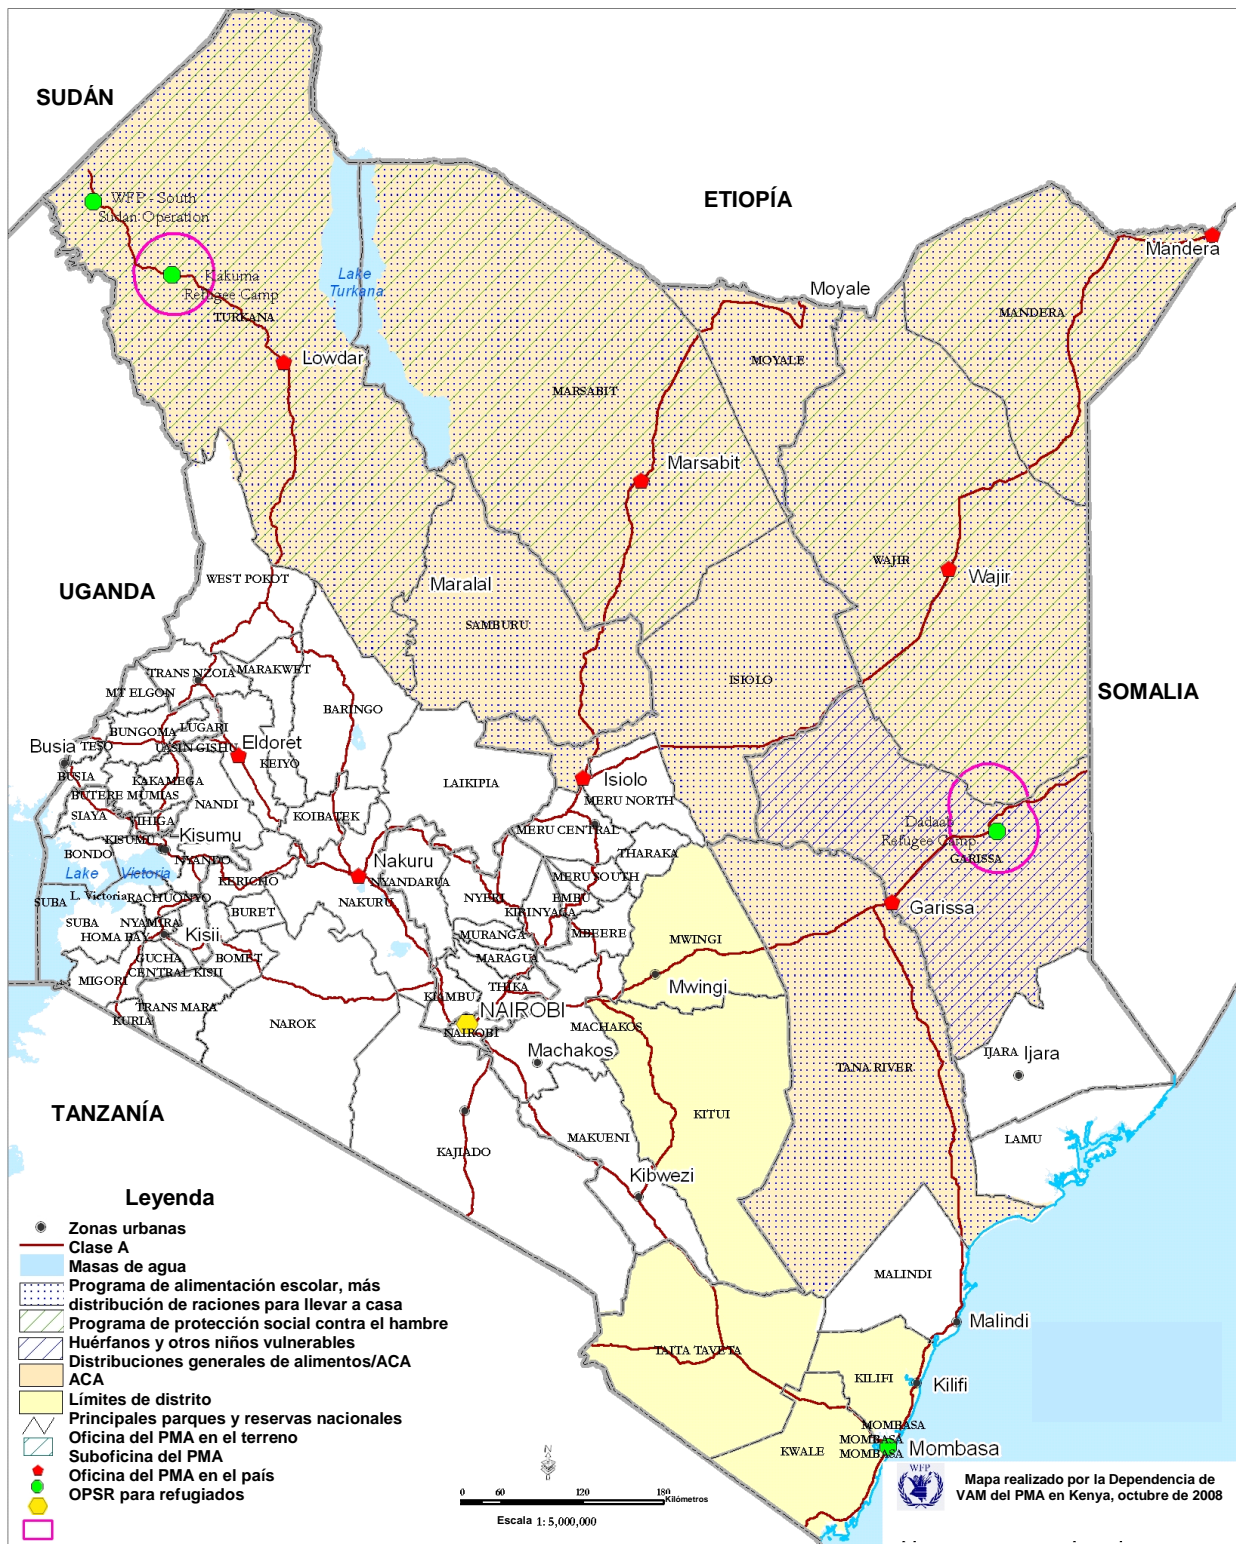 SUDÁN
ETIOPÍA
WFP - South
Sudan Operation
Mandera
Kakuma
Refugee Camp
Lake
Turkana
Moyale
TURKANA
MANDERA
Lowdar
MOYALE
MARSABIT
Marsabit
WAJIR
Wajir
UGANDA
WEST POKOT
Maralal
SAMBURU
TRANS NZOIA
MARAKWET
ISIOLO
SOMALIA
MT ELGON
BARINGO
BUNGOMA
LUGARI
Busia
TESO
UASIN GISHU
Eldoret
KEIYO
BUSIA
KAKAMEGA
LAIKIPIA
Isiolo
BUTERE MUMIAS
NANDI
MERU NORTH
SIAYA
VIHIGA
KOIBATEK
MERU CENTRAL
Dadaab
Refugee Camp
KISUMU
Kisumu
BONDO
NYANDO
Nakuru
THARAKA
GARISSA
Lake Victoria
KERICHO
NYANDARUA
MERU SOUTH
SUBA
L. Victoria
RACHUONYO
NAKURU
NYERI
EMBU
Garissa
SUBA
NYAMIRA
BURET
KIRINYAGA
HOMA BAY
Kisii
MURANGA
MBEERE
MWINGI
GUCHA
BOMET
MARAGUA
MIGORI
CENTRAL KISII
THIKA
Mwingi
TRANS MARA
KIAMBU
NAIROBI
KURIA
NAROK
NAIROBI
MACHAKOS
Machakos
IJARA
Ijara
TANA RIVER
TANZANÍA
KITUI
MAKUENI
LAMU
KAJIADO
Kibwezi
MALINDI
Malindi
TAITA TAVETA
KILIFI
Kilifi
MOMBASA
MOMBASA
MOMBASA
KWALE
Mombasa
Leyenda
Zonas urbanas
Clase A
Masas de agua
Programa de alimentación escolar, más
distribución de raciones para llevar a casa
Programa de protección social contra el hambre
Huérfanos y otros niños vulnerables
Distribuciones generales de alimentos/ACA
ACA
Límites de distrito
Principales parques y reservas nacionales
Oficina del PMA en el terreno
Suboficina del PMA
Oficina del PMA en el país
OPSR para refugiados
N
0 60 120 180
Kilómetros
Escala 1: 5,000,000
WFP
Mapa realizado por la Dependencia de
VAM del PMA en Kenya, octubre de 2008